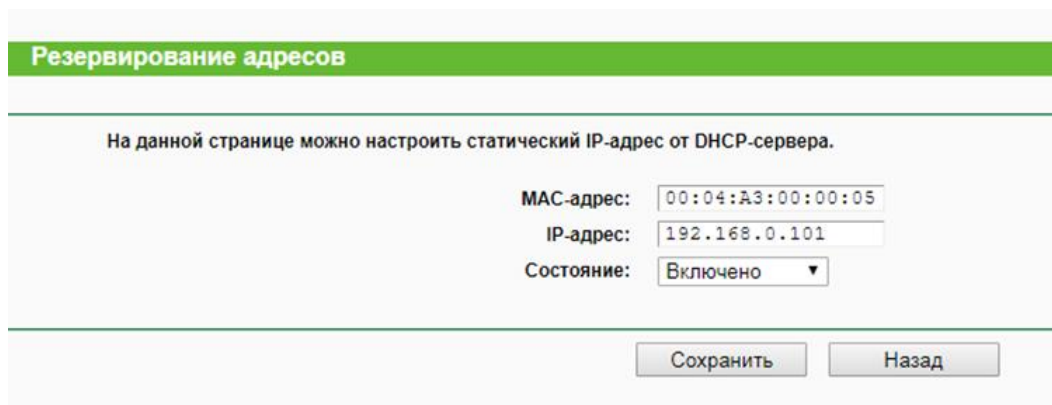 Резервирование адресов
На данной странице можно настроить статический IP-адрес от DHCP-сервера.
MAC-адрес: 00:04:A3:00:00:05
IP-адрес: 192.168.0.101
Состояние: Включено
Сохранить Назад